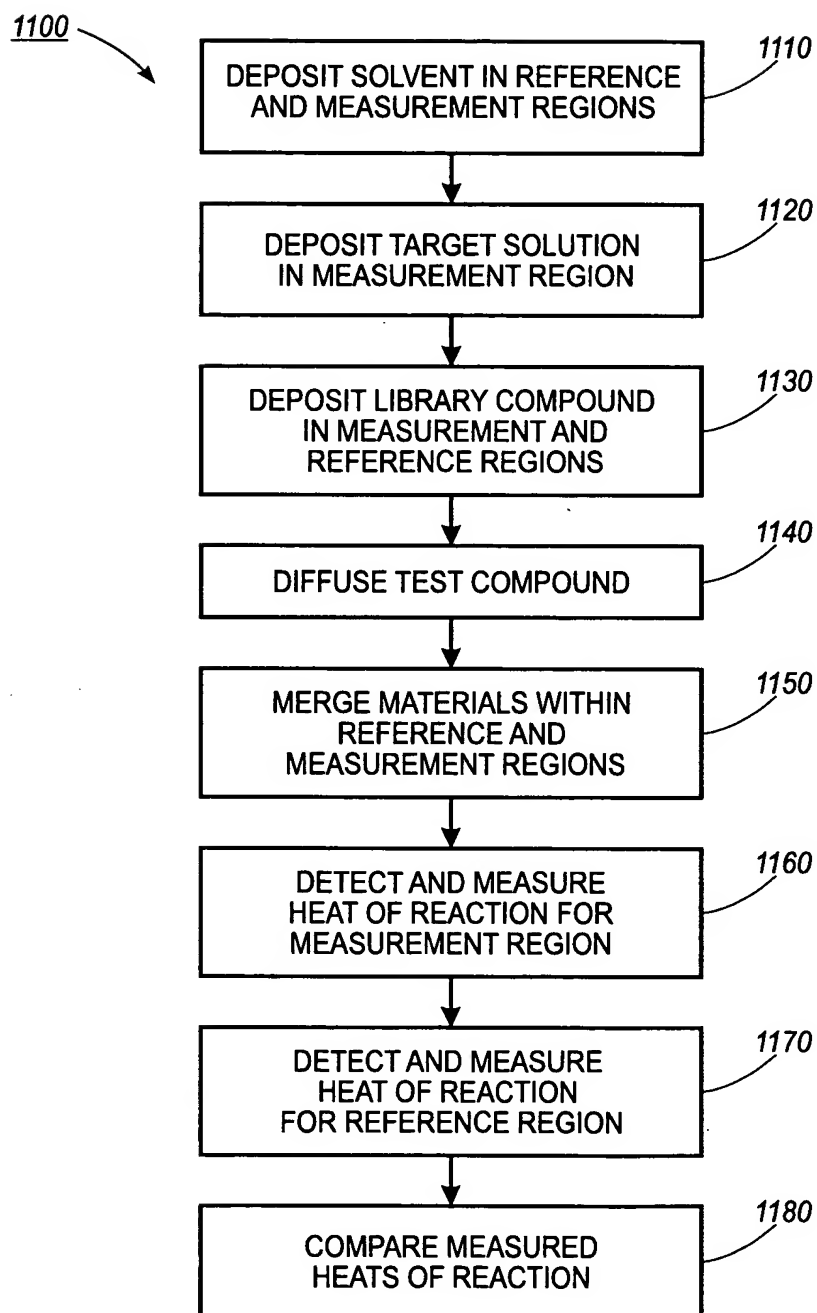 1100
DEPOSIT SOLVENT IN REFERENCE
AND MEASUREMENT REGIONS
1110
DEPOSIT TARGET SOLUTION
IN MEASUREMENT REGION
1120
DEPOSIT LIBRARY COMPOUND
IN MEASUREMENT AND
REFERENCE REGIONS
1130
DIFFUSE TEST COMPOUND
1140
MERGE MATERIALS WITHIN
REFERENCE AND
MEASUREMENT REGIONS
1150
DETECT AND MEASURE
HEAT OF REACTION FOR
MEASUREMENT REGION
1160
DETECT AND MEASURE
HEAT OF REACTION
FOR REFERENCE REGION
1170
COMPARE MEASURED
HEATS OF REACTION
1180